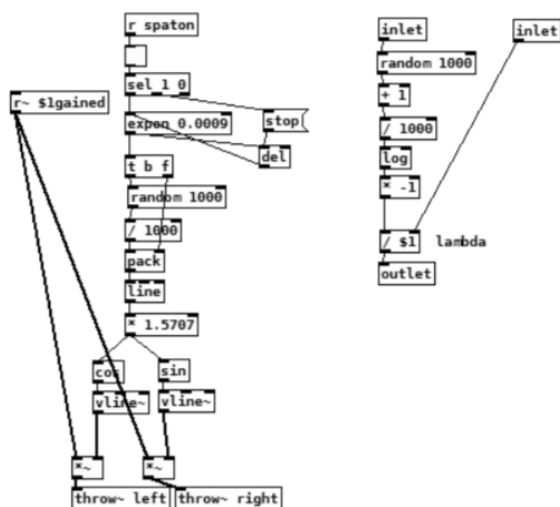 r spaton
sel 1 0
r~ $1gained
expon 0.0009
stop
del
t b f
random 1000
/ 1000
pack
line
* 1.5707
cos
sin
vline~
vline~
*~
*~
throw~ left
throw~ right
inlet
inlet
random 1000
+ 1
/ 1000
log
* -1
/ $1
lambda
outlet